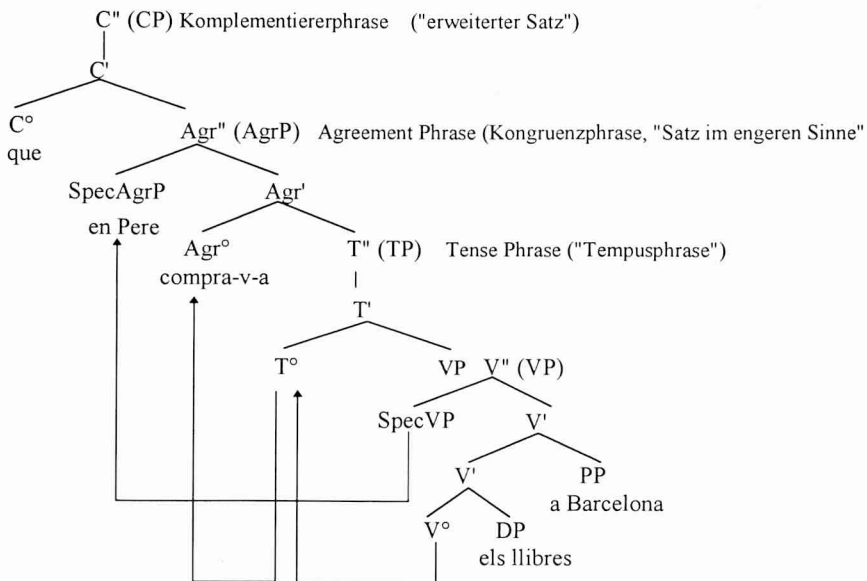 C" (CP) Komplementiererphrase ("erweiterter Satz")
C'
C°
que
Agr" (AgrP) Agreement Phrase (Kongruenzphrase, "Satz im engeren Sinne"
SpecAgrP
en Pere
Agr'
Agr°
compra-v-a
T" (TP) Tense Phrase ("Tempusphrase")
T'
T°
VP V" (VP)
SpecVP
V'
V'
PP
a Barcelona
V°
DP
els llibres